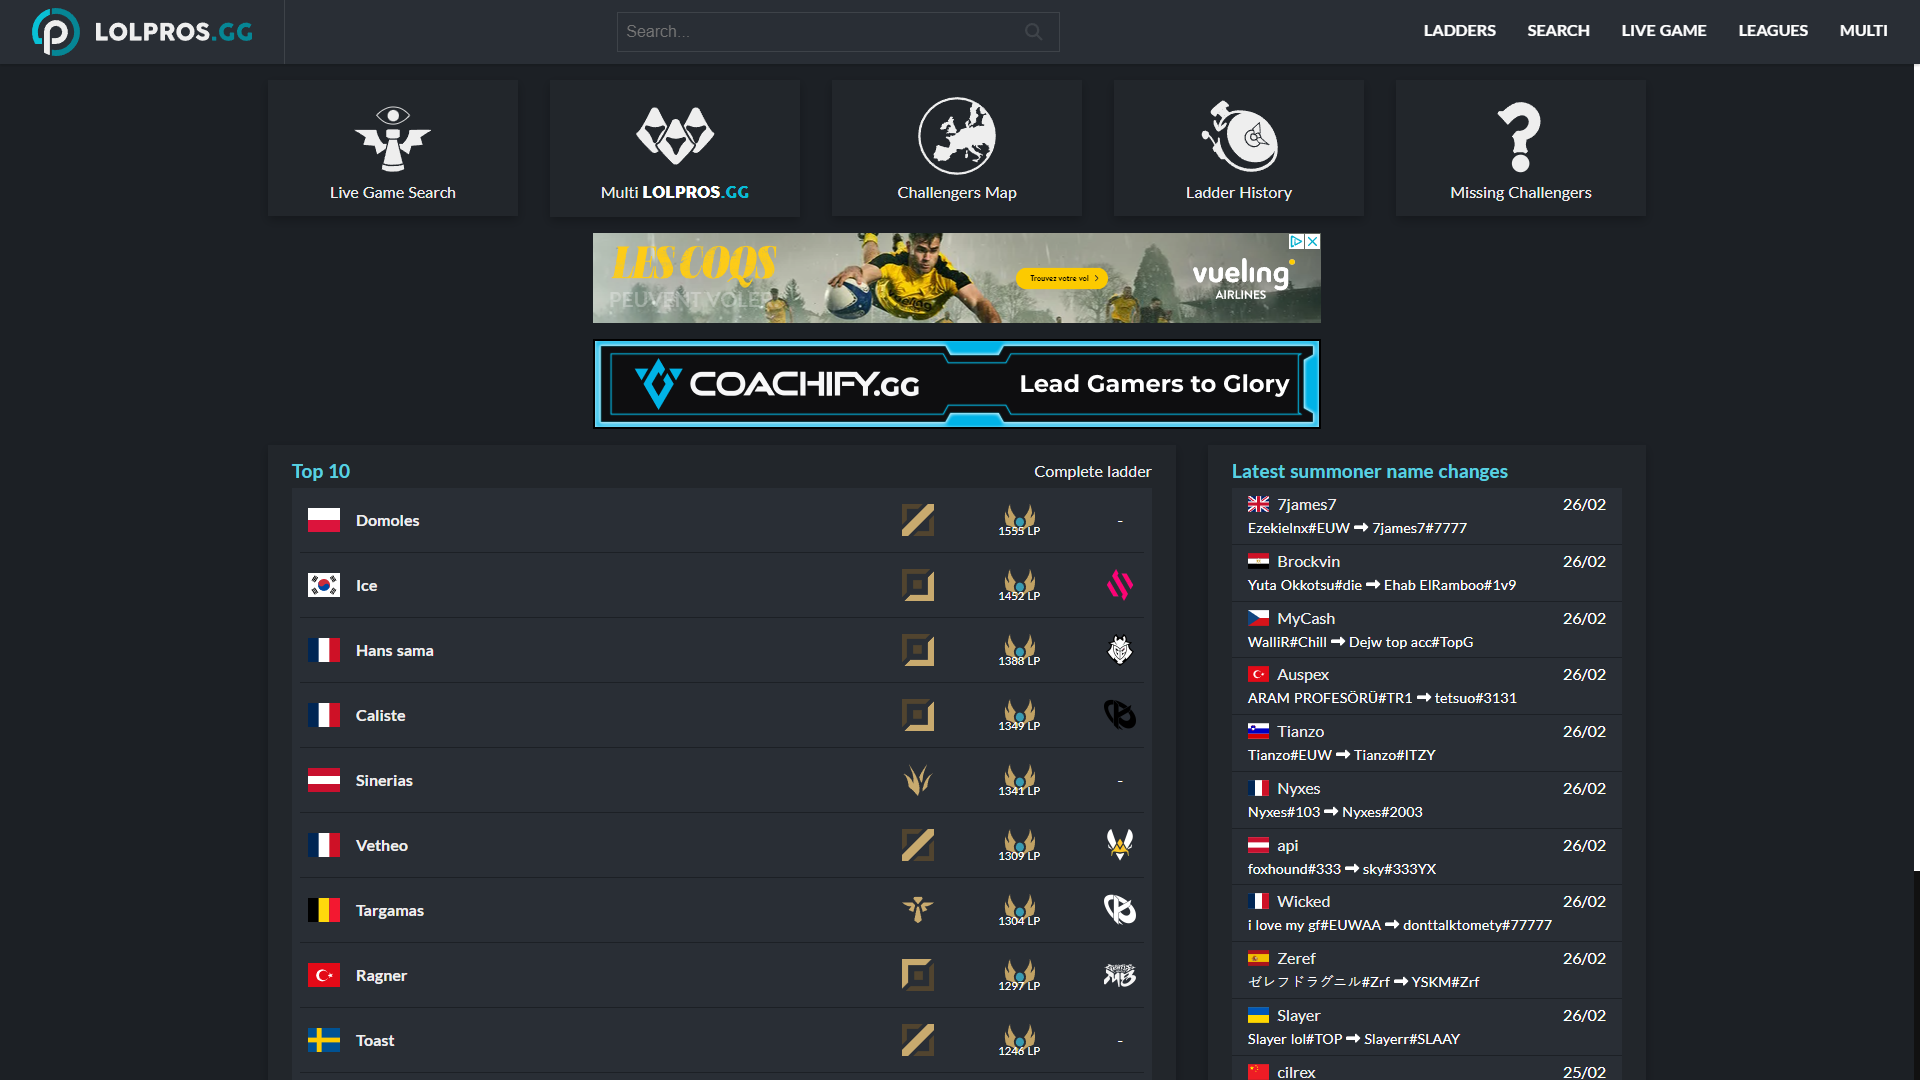 LOLPROS.GG
Search...
LADDERS
SEARCH
LIVE GAME
LEAGUES
MULTI
Live Game Search
Multi LOLPROS.GG
Challengers Map
Ladder History
Missing Challengers
LES COQS
PEUVENT VOLER
Trouvez votre vol
vueling
AIRLINES
COACHIFY.GG
Lead Gamers to Glory
Top 10
Complete ladder
Domoles
1555 LP
-
Ice
1452 LP
Hans sama
1388 LP
Caliste
1349 LP
Sinerias
1341 LP
-
Vetheo
1309 LP
Targamas
1304 LP
Ragner
1297 LP
Toast
1246 LP
-
Latest summoner name changes
7james7 26/02
Ezekielnx#EUW ➡ 7james7#7777
Brockvin 26/02
Yuta Okkotsu#die ➡ Ehab ElRamboo#1v9
MyCash 26/02
WalliR#Chill ➡ Dejw top acc#TopG
Auspex 26/02
ARAM PROFESÖRÜ#TR1 ➡ tetsuo#3131
Tianzo 26/02
Tianzo#EUW ➡ Tianzo#ITZY
Nyxes 26/02
Nyxes#103 ➡ Nyxes#2003
api 26/02
foxhound#333 ➡ sky#333YX
Wicked 26/02
i love my gf#EUWAA ➡ donttalktomety#77777
Zeref 26/02
ゼレフドラグニル#Zrf ➡ YSKM#Zrf
Slayer 26/02
Slayer lol#TOP ➡ Slayerr#SLAAY
cilrex 25/02